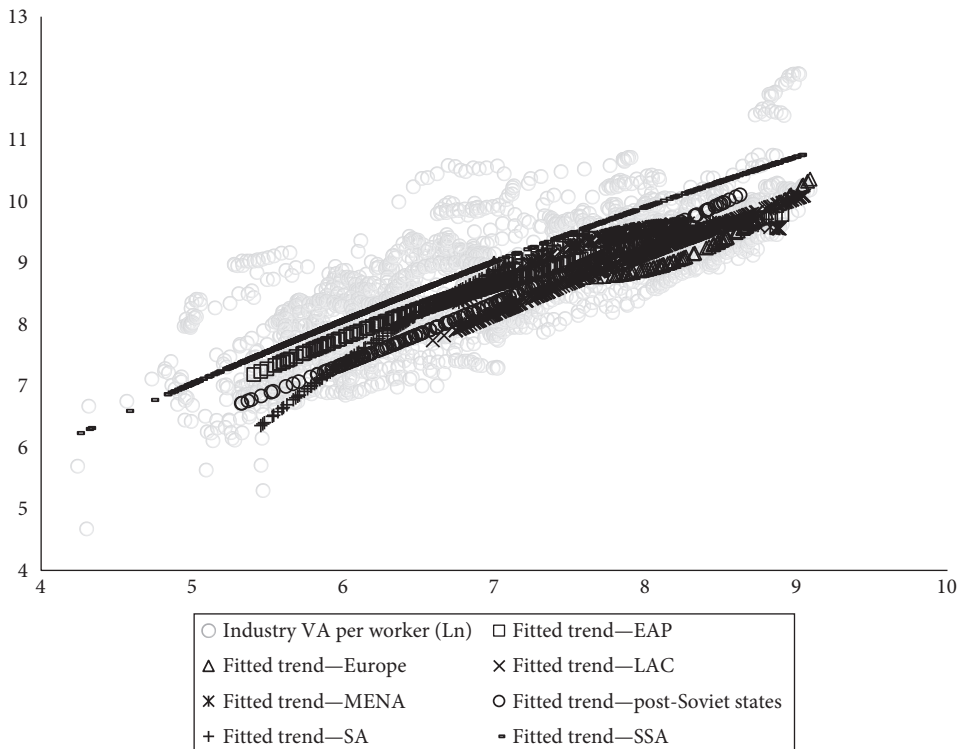 13
12
11
10
9
8
7
6
5
4
4 5 6 7 8 9 10
Industry VA per worker (Ln) Fitted trend—EAP
Fitted trend—Europe Fitted trend—LAC
Fitted trend—MENA Fitted trend—post-Soviet states
Fitted trend—SA Fitted trend—SSA